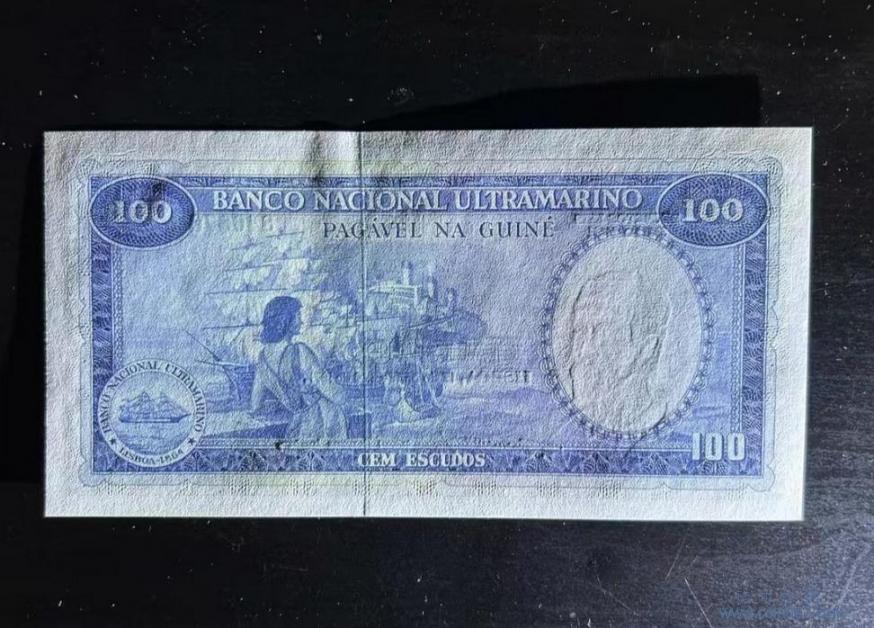 100
BANCO NACIONAL ULTRAMARINO
100
PAGÁVEL NA GUINÉ
BANCO NACIONAL ULTRAMARINO
LISBOA-1864
CEM ESCUDOS
100